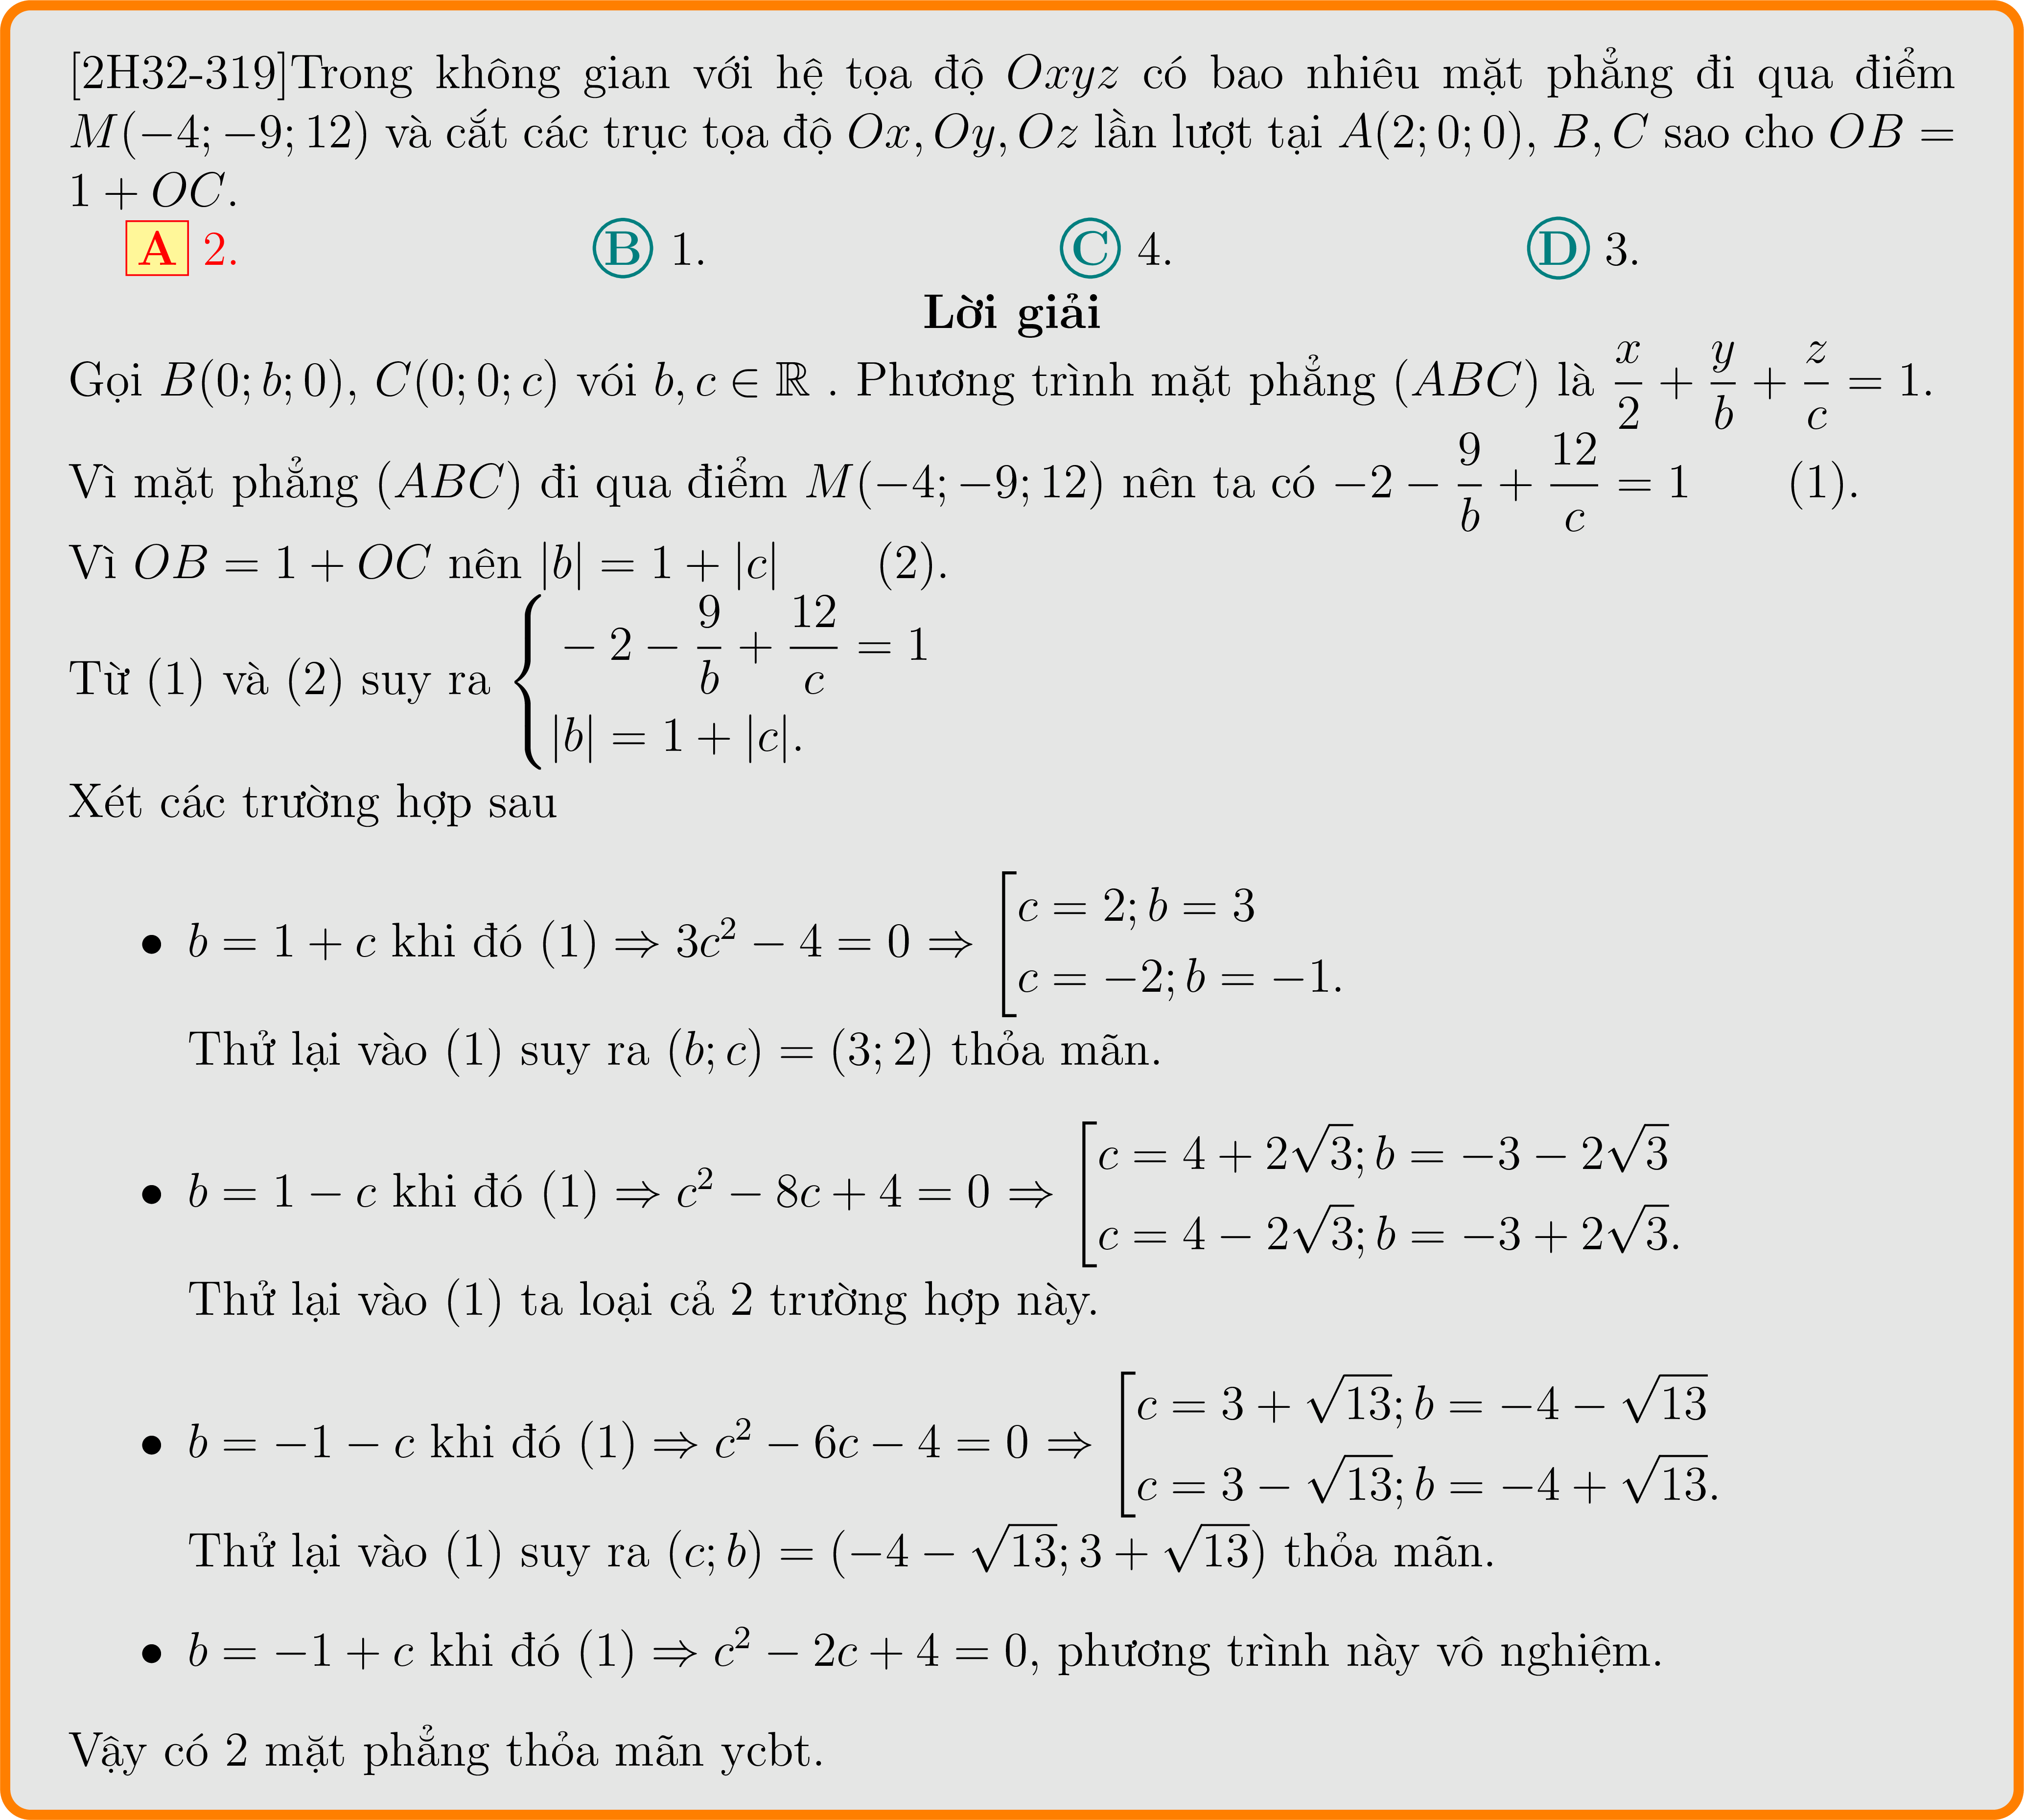 [2H32-319]Trong không gian với hệ tọa độ $Oxyz$ có bao nhiêu mặt phẳng đi qua điểm
$M(-4; -9; 12)$ và cắt các trục tọa độ $Ox, Oy, Oz$ lần lượt tại $A(2; 0; 0)$, $B, C$ sao cho $OB =$
$1 + OC$.
A 2. B 1. C 4. D 3.
Lời giải
Gọi $B(0; b; 0)$, $C(0; 0; c)$ vói $b, c \in \mathbb{R}$ . Phương trình mặt phẳng $(ABC)$ là $\dfrac{x}{2} + \dfrac{y}{b} + \dfrac{z}{c} = 1$.
Vì mặt phẳng $(ABC)$ đi qua điểm $M(-4; -9; 12)$ nên ta có $-2 - \dfrac{9}{b} + \dfrac{12}{c} = 1$ (1).
Vì $OB = 1 + OC$ nên $|b| = 1 + |c|$ (2).
Từ (1) và (2) suy ra $\begin{cases} -2 - \dfrac{9}{b} + \dfrac{12}{c} = 1 \\ |b| = 1 + |c|. \end{cases}$
Xét các trường hợp sau
• $b = 1 + c$ khi đó $(1) \Rightarrow 3c^2 - 4 = 0 \Rightarrow \left[\begin{array}{l} c = 2; b = 3 \\ c = -2; b = -1. \end{array}\right.$
Thử lại vào (1) suy ra $(b; c) = (3; 2)$ thỏa mãn.
• $b = 1 - c$ khi đó $(1) \Rightarrow c^2 - 8c + 4 = 0 \Rightarrow \left[\begin{array}{l} c = 4 + 2\sqrt{3}; b = -3 - 2\sqrt{3} \\ c = 4 - 2\sqrt{3}; b = -3 + 2\sqrt{3}. \end{array}\right.$
Thử lại vào (1) ta loại cả 2 trường hợp này.
• $b = -1 - c$ khi đó $(1) \Rightarrow c^2 - 6c - 4 = 0 \Rightarrow \left[\begin{array}{l} c = 3 + \sqrt{13}; b = -4 - \sqrt{13} \\ c = 3 - \sqrt{13}; b = -4 + \sqrt{13}. \end{array}\right.$
Thử lại vào (1) suy ra $(c; b) = (-4 - \sqrt{13}; 3 + \sqrt{13})$ thỏa mãn.
• $b = -1 + c$ khi đó $(1) \Rightarrow c^2 - 2c + 4 = 0$, phương trình này vô nghiệm.
Vậy có 2 mặt phẳng thỏa mãn ycbt.